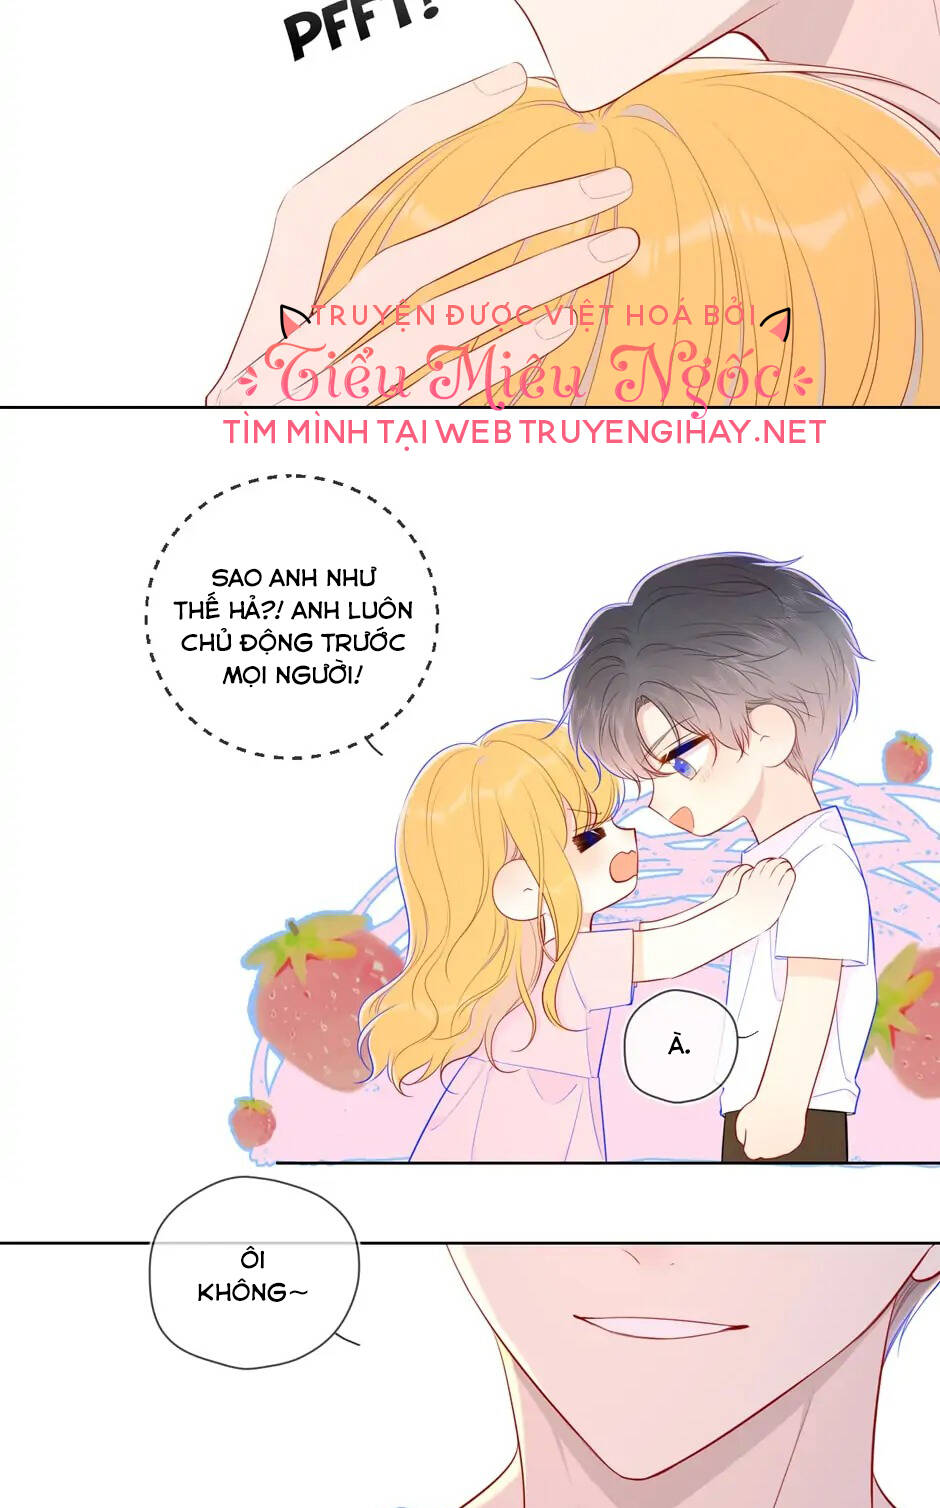 PFFT!
TRUYỆN ĐƯỢC VIỆT HOÁ BỞI
Tiểu Miêu Ngốc
TÌM MÌNH TẠI WEB TRUYENGIHAY.NET
SAO ANH NHƯ
THẾ HẢ?! ANH LUÔN
CHỦ ĐỘNG TRƯỚC
MỌI NGƯỜI!
À.
ÔI
KHÔNG~